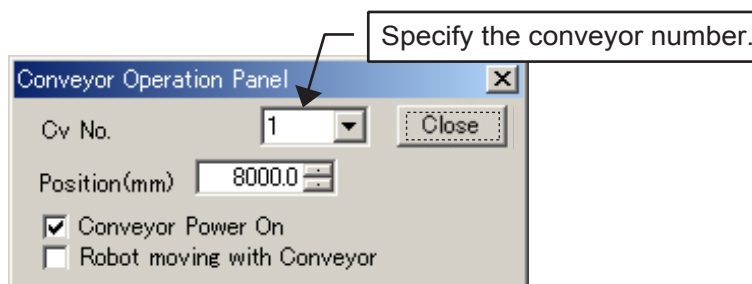 Specify the conveyor number.
Conveyor Operation Panel
Cv No. 1 Close
Position(mm) 8000.0
Conveyor Power On
Robot moving with Conveyor